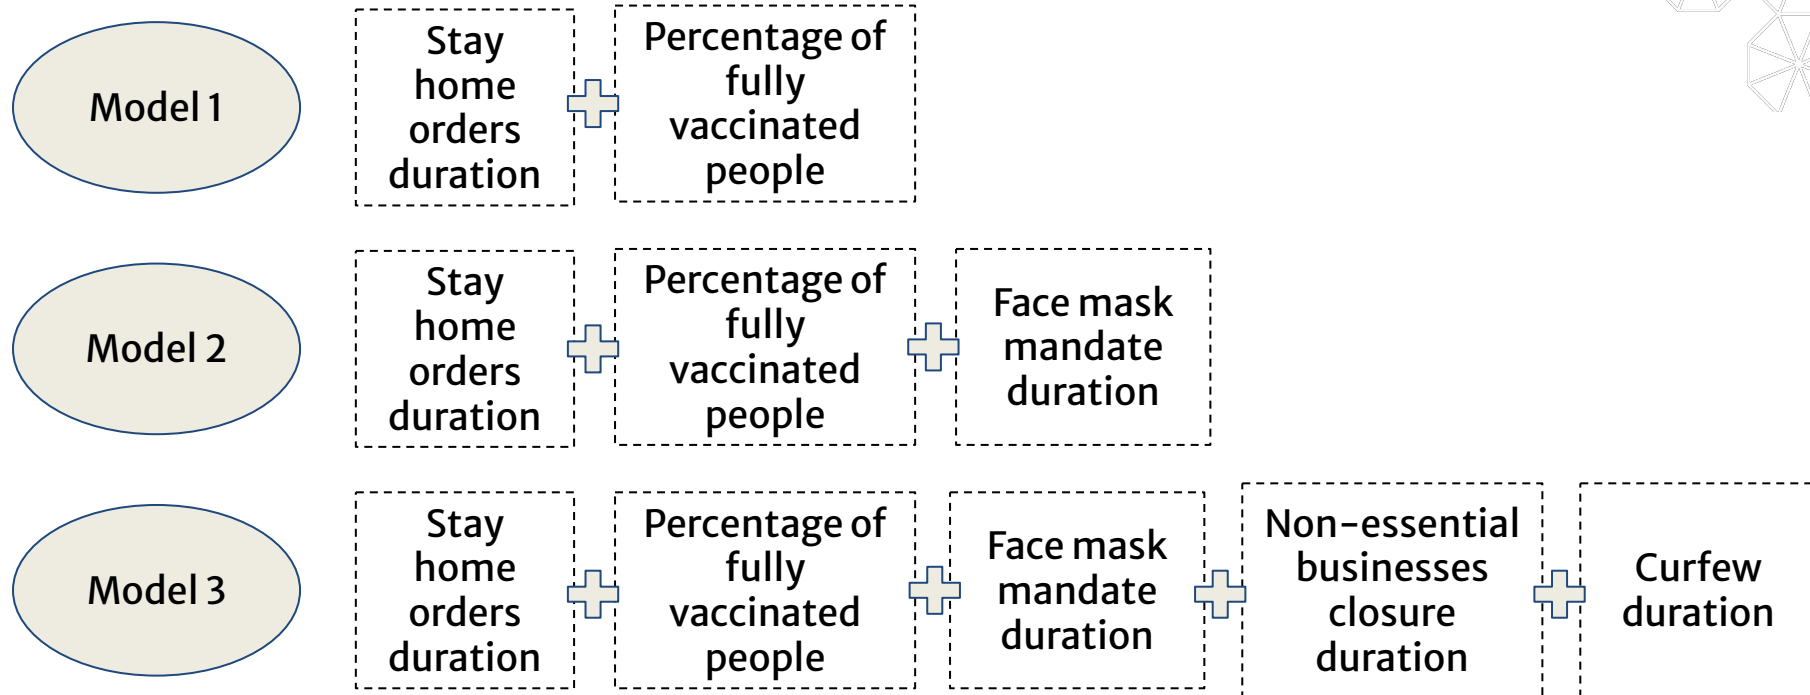 Model 1
Stay
home
orders
duration
Percentage of
fully
vaccinated
people
Model 2
Stay
home
orders
duration
Percentage of
fully
vaccinated
people
Face mask
mandate
duration
Model 3
Stay
home
orders
duration
Percentage of
fully
vaccinated
people
Face mask
mandate
duration
Non-essential
businesses
closure
duration
Curfew
duration